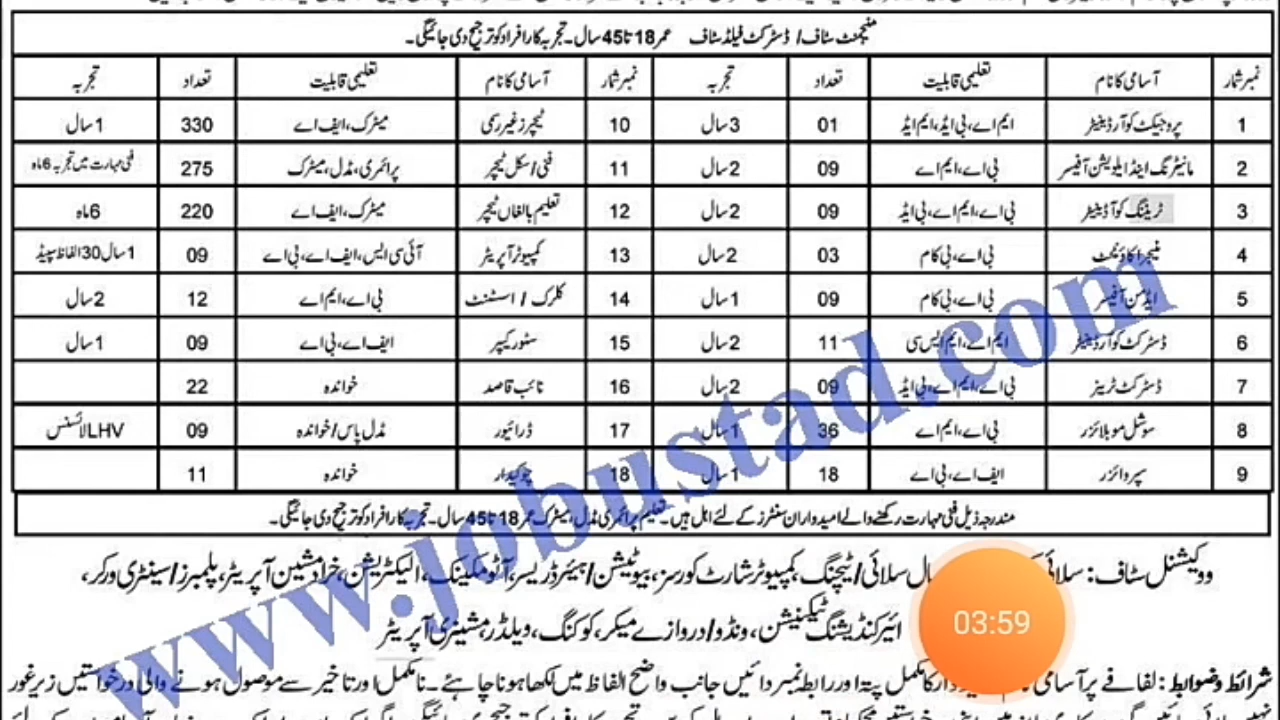 منیجمنٹ سٹاف/ ڈسٹرکٹ فیلڈ سٹاف عمر 18 تا 45 سال۔ تجربہ کار افراد کو ترجیح دی جائیگی۔
نمبر شمار آسامی کا نام تعلیمی قابلیت تعداد تجربہ نمبر شمار آسامی کا نام تعلیمی قابلیت تعداد تجربہ
1 پروجیکٹ کوآرڈینیٹر ایم اے، بی ایڈ، ایم ایڈ 01 3 سال 10 ٹیچرز غیر رسمی میٹرک، ایف اے 330 1 سال
2 مانیٹرنگ اینڈ ایلویشن آفیسر بی اے، ایم اے 09 2 سال 11 فنی/ سکل ٹیچر پرائمری، مڈل، میٹرک 275 فنی مہارت میں تجربہ 6 ماہ
3 ٹریننگ کوآڈینیٹر بی اے، ایم اے، بی ایڈ 09 2 سال 12 تعلیم بالغاں ٹیچر میٹرک، ایف اے 220 6 ماہ
4 منیجر اکاؤنٹ بی اے، بی کام 03 2 سال 13 کمپیوٹر آپریٹر آئی سی ایس، ایف اے، بی اے 09 1 سال 30 الفاظ سپیڈ
5 ایڈمن آفیسر بی اے، بی کام 09 1 سال 14 کلرک / اسسٹنٹ بی اے، ایم اے 12 2 سال
6 ڈسٹرکٹ کوآرڈینیٹر ایم اے، ایم ایس سی 11 2 سال 15 سٹور کیپر ایف اے، بی اے 09 1 سال
7 ڈسٹرکٹ ٹرینر بی اے، ایم اے، بی ایڈ 09 2 سال 16 نائب قاصد خواندہ 22
8 سوشل موبلائزر بی اے، ایم اے 36 1 سال 17 ڈرائیور مڈل پاس/ خواندہ 09 LHV لائسنس
9 سپروائزر ایف اے، بی اے 18 1 سال 18 چوکیدار خواندہ 11
مندرجہ ذیل فنی مہارت رکھنے والے امیدواران سنٹرز کے لئے اہل ہیں۔ تعلیم پرائمری مڈل، میٹرک عمر 18 تا 45 سال۔ تجربہ کار افراد کو ترجیح دی جائیگی۔
ووکیشنل سٹاف: سلائی سلائی/ ٹیچنگ، کمپیوٹر شارٹ کورسز، بیوٹیشن/ ہیئر ڈریسر، آٹو مکینک، الیکٹریشن، خراد مشین آپریٹر، پلمبرز/ سینٹری ورکر،
ائیر کنڈیشنگ ٹیکنیشن، ونڈو/ دروازے میکر، کوکنگ، ویلڈر، مشینری آپریٹر
شرائط و ضوابط: لفافے پر آسامی کا مکمل پتہ اور رابطہ نمبر دائیں جانب واضح الفاظ میں لکھا ہونا چاہئے۔ نامکمل اور تاخیر سے موصول ہونے والی درخواستیں زیر غور
03:59
www.jobustad.com